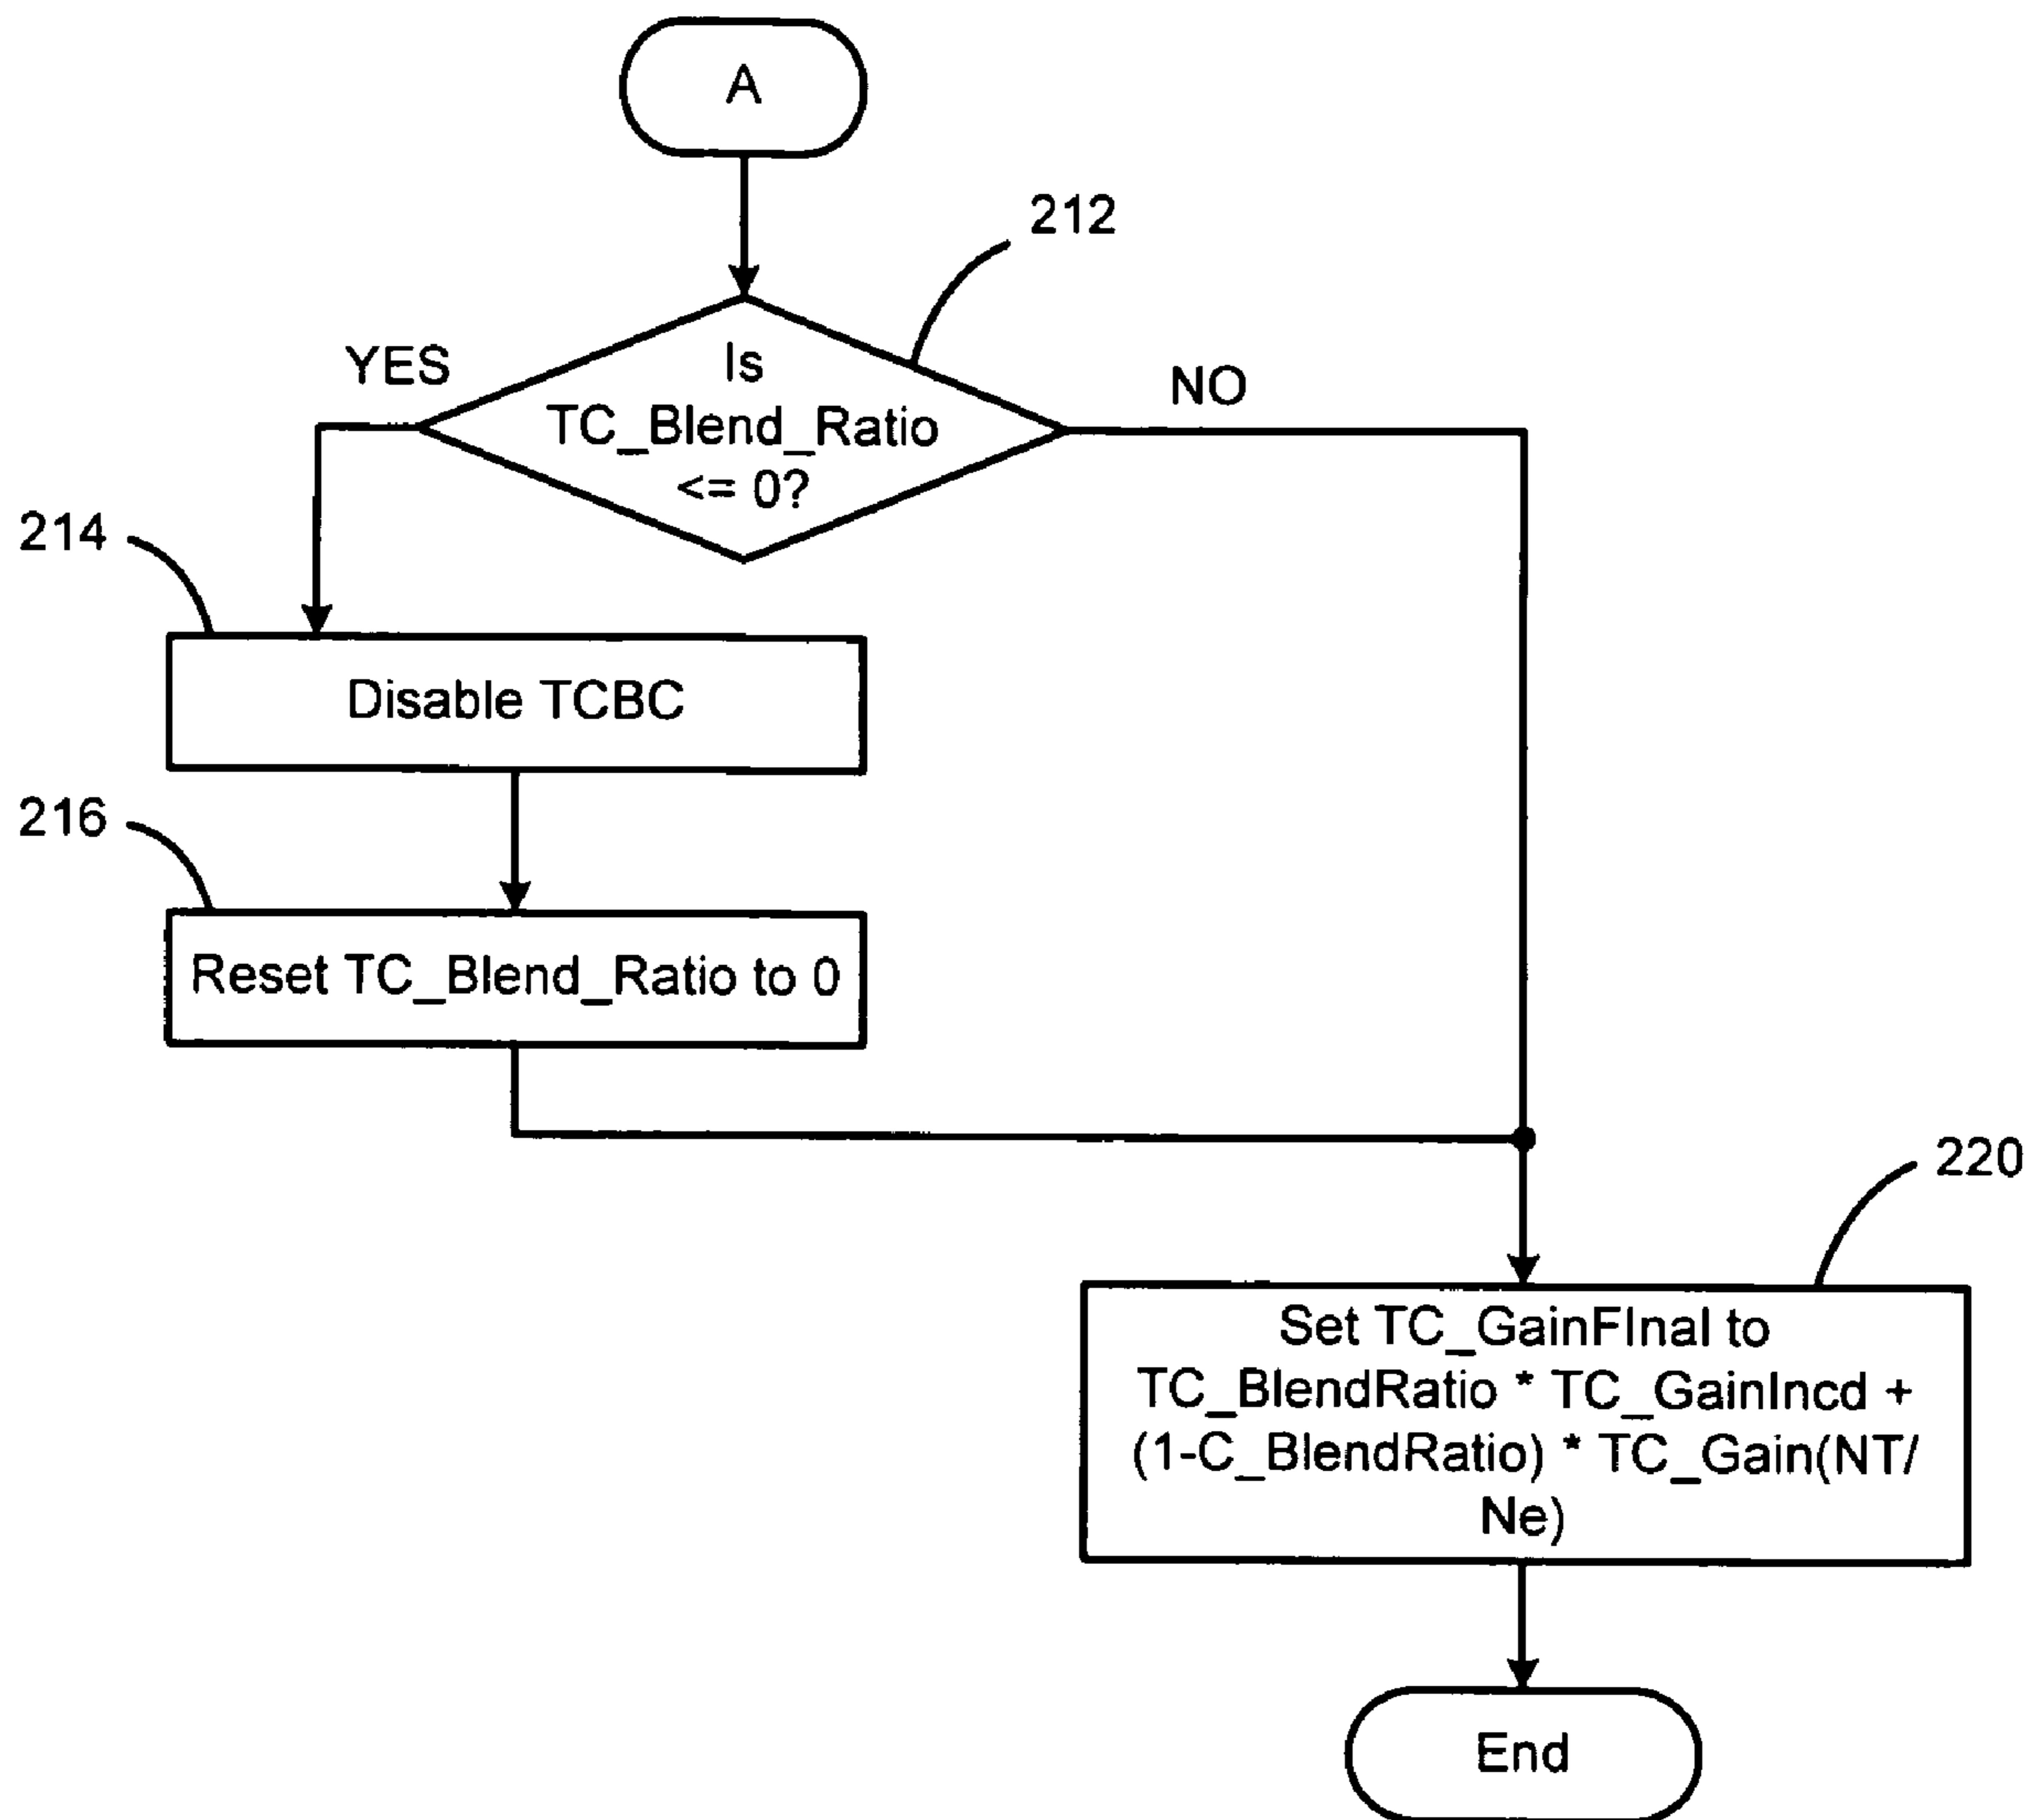 A
212
YES
Is
TC_Blend_Ratio
<= 0?
NO
214
Disable TCBC
216
Reset TC_Blend_Ratio to 0
220
Set TC_GainFInal to
TC_BlendRatio * TC_GainIncd +
(1-C_BlendRatio) * TC_Gain(NT/
Ne)
End